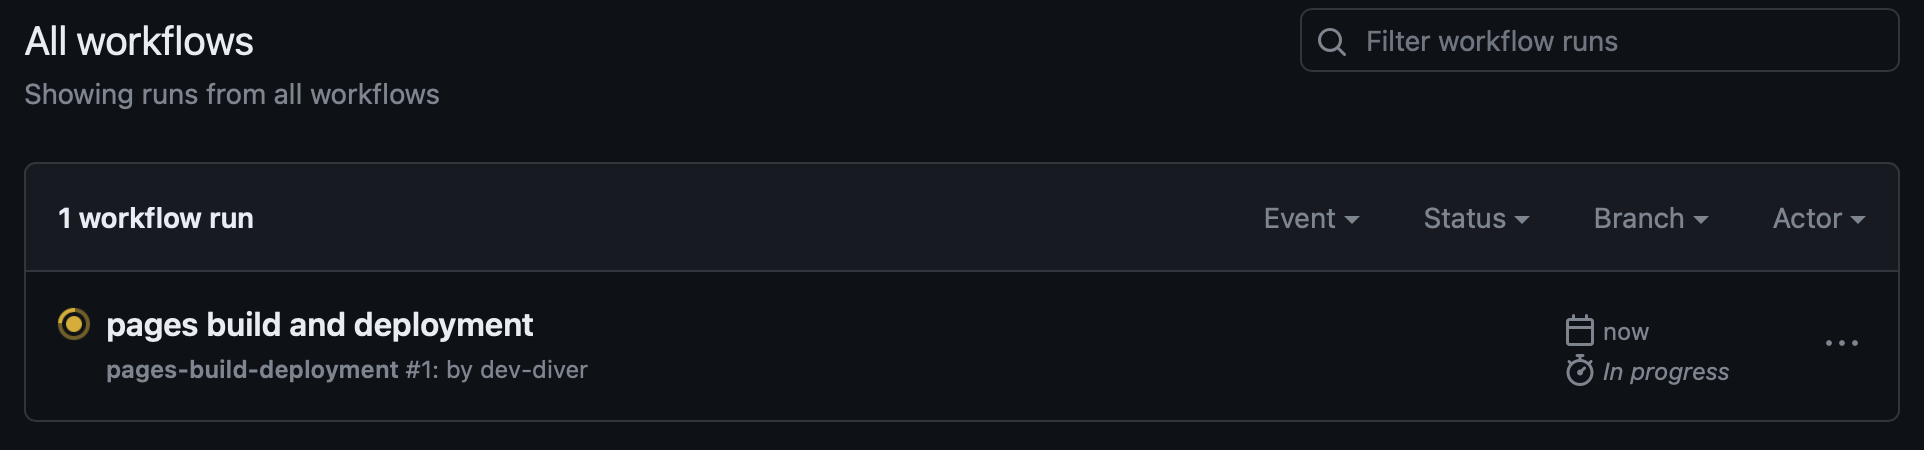 All workflows
Filter workflow runs
Showing runs from all workflows
1 workflow run
Event
Status
Branch
Actor
pages build and deployment
now
pages-build-deployment #1: by dev-diver
In progress